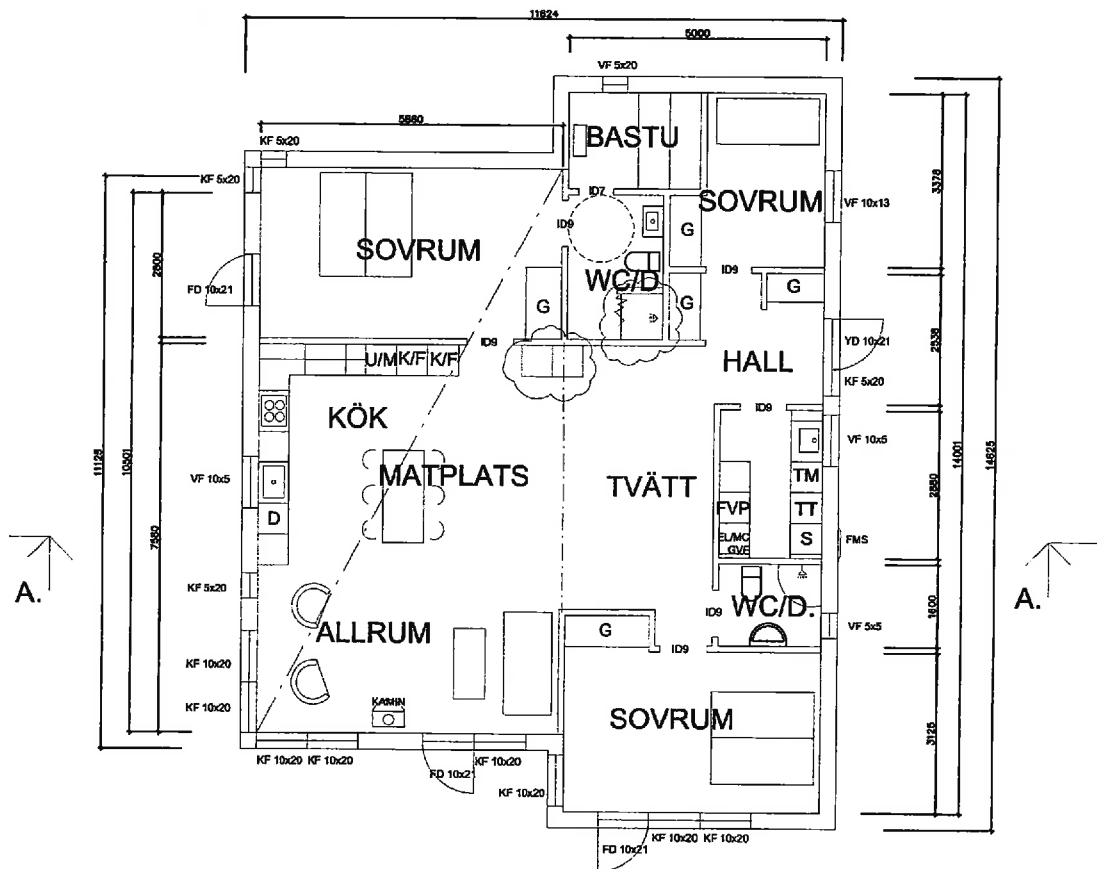 11624
5000
VF 5x20
5660
KF 5x20
BASTU
KF 5x20
ID7
SOVRUM
VF 10x13
3378
ID9
G
SOVRUM
WC/D.
ID9
2800
FD 10x21
G
G
G
ID9
YD 10x21
2538
U/M
K/F
K/F
HALL
KF 5x20
KÖK
ID9
VF 10x5
11125
10501
MATPLATS
14001
14625
VF 10x5
TVÄTT
TM
2880
FVP
TT
D
7580
EL/MC
S
FMS
GVF
A.
A.
KF 5x20
WC/D.
1600
ID9
VF 5x5
ALLRUM
G
ID9
KF 10x20
KAMIN
KF 10x20
SOVRUM
3125
KF 10x20
KF 10x20
FD 10x21
KF 10x20
KF 10x20
KF 10x20
KF 10x20
FD 10x21